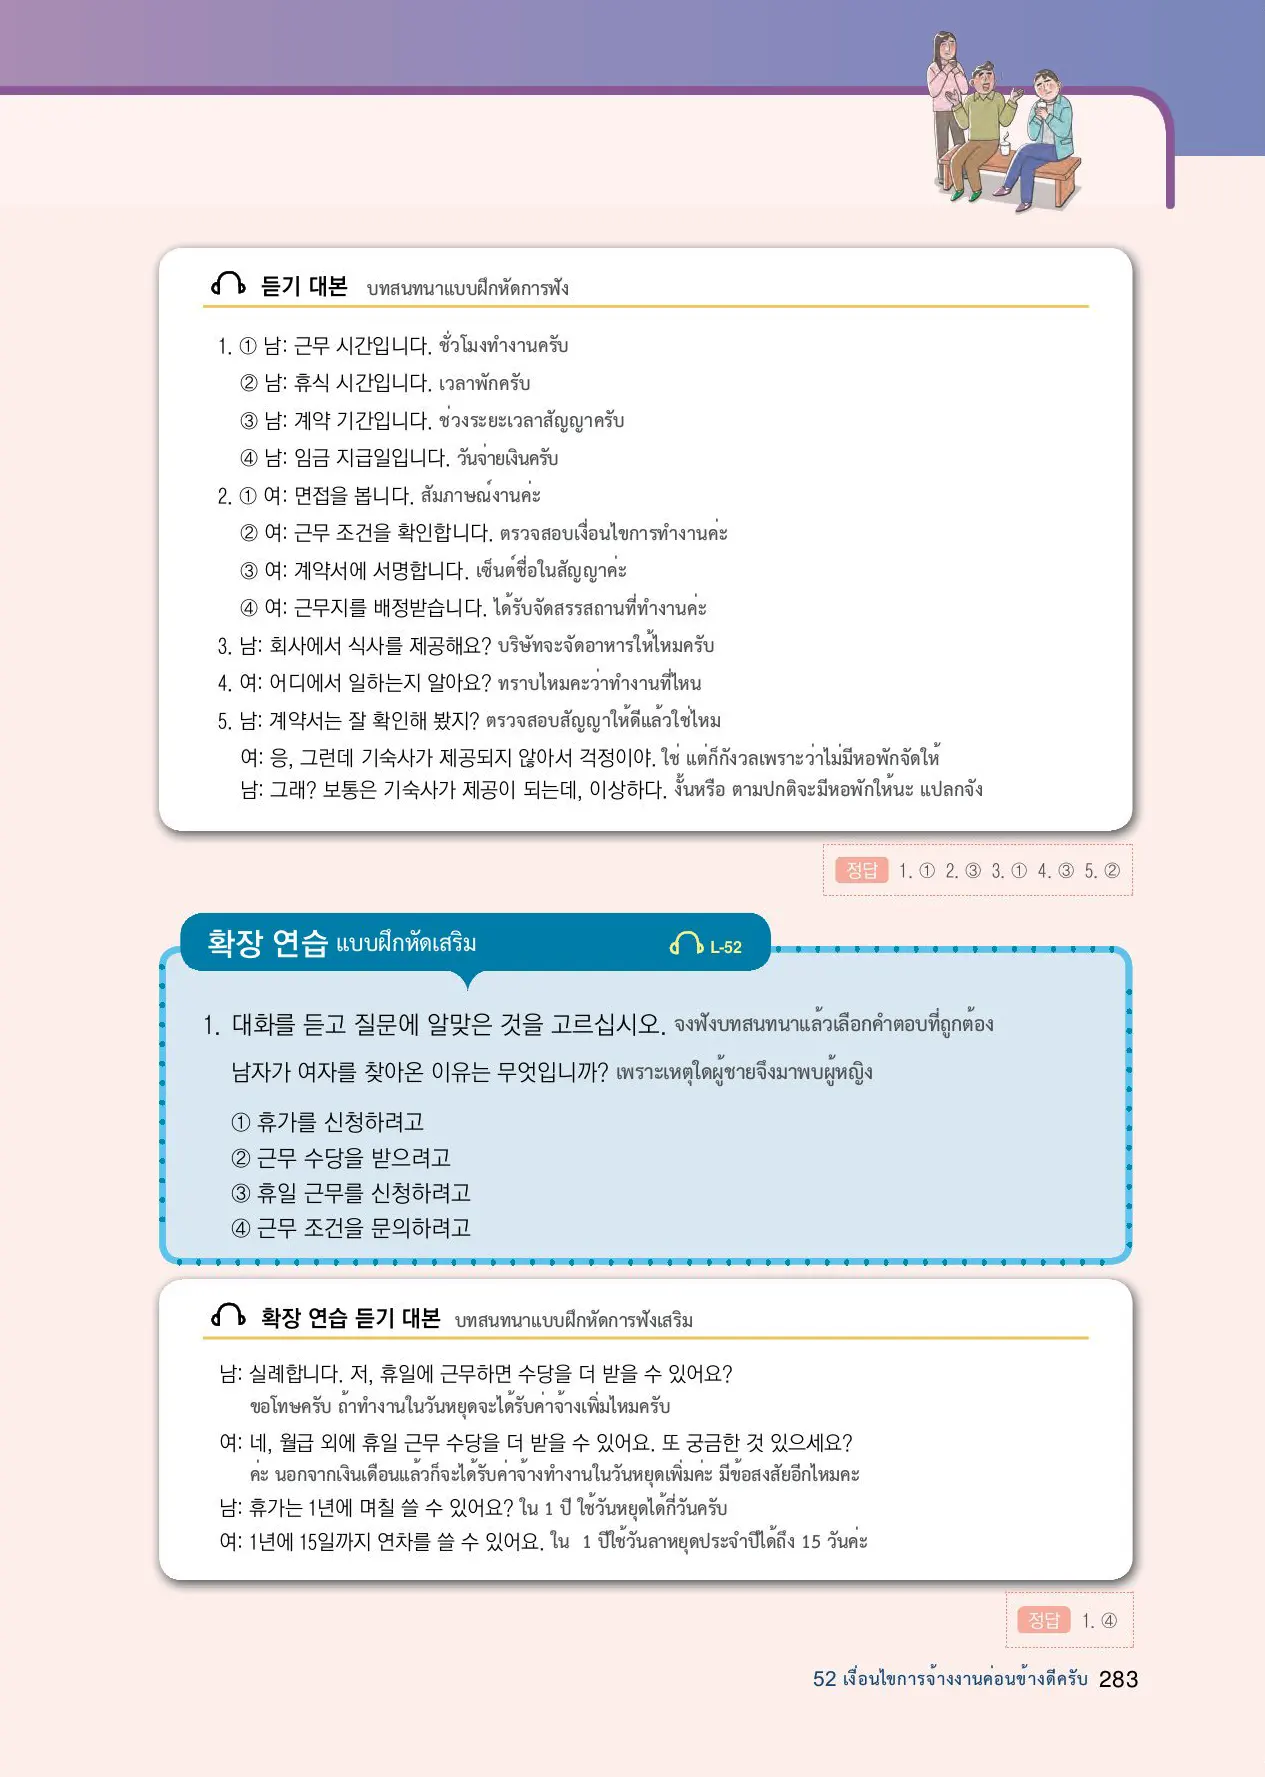 듣기 대본 บทสนทนาแบบฝึกหัดการฟัง
1. ① 남: 근무 시간입니다. ชั่วโมงทำงานครับ
② 남: 휴식 시간입니다. เวลาพักครับ
③ 남: 계약 기간입니다. ช่วงระยะเวลาสัญญาครับ
④ 남: 임금 지급일입니다. วันจ่ายเงินครับ
2. ① 여: 면접을 봅니다. สัมภาษณ์งานค่ะ
② 여: 근무 조건을 확인합니다. ตรวจสอบเงื่อนไขการทำงานค่ะ
③ 여: 계약서에 서명합니다. เซ็นต์ชื่อในสัญญาค่ะ
④ 여: 근무지를 배정받습니다. ได้รับจัดสรรสถานที่ทำงานค่ะ
3. 남: 회사에서 식사를 제공해요? บริษัทจะจัดอาหารให้ไหมครับ
4. 여: 어디에서 일하는지 알아요? ทราบไหมคะว่าทำงานที่ไหน
5. 남: 계약서는 잘 확인해 봤지? ตรวจสอบสัญญาให้ดีแล้วใช่ไหม
여: 응, 그런데 기숙사가 제공되지 않아서 걱정이야. ใช่ แต่ก็กังวลเพราะว่าไม่มีหอพักจัดให้
남: 그래? 보통은 기숙사가 제공이 되는데, 이상하다. งั้นหรือ ตามปกติจะมีหอพักให้นะ แปลกจัง
정답 1. ① 2. ③ 3. ① 4. ③ 5. ②
확장 연습 แบบฝึกหัดเสริม L-52
1. 대화를 듣고 질문에 알맞은 것을 고르십시오. จงฟังบทสนทนาแล้วเลือกคำตอบที่ถูกต้อง
남자가 여자를 찾아온 이유는 무엇입니까? เพราะเหตุใดผู้ชายจึงมาพบผู้หญิง
① 휴가를 신청하려고
② 근무 수당을 받으려고
③ 휴일 근무를 신청하려고
④ 근무 조건을 문의하려고
확장 연습 듣기 대본 บทสนทนาแบบฝึกหัดการฟังเสริม
남: 실례합니다. 저, 휴일에 근무하면 수당을 더 받을 수 있어요?
ขอโทษครับ ถ้าทำงานในวันหยุดจะได้รับค่าจ้างเพิ่มไหมครับ
여: 네, 월급 외에 휴일 근무 수당을 더 받을 수 있어요. 또 궁금한 것 있으세요?
ค่ะ นอกจากเงินเดือนแล้วก็จะได้รับค่าจ้างทำงานในวันหยุดเพิ่มค่ะ มีข้อสงสัยอีกไหมคะ
남: 휴가는 1년에 며칠 쓸 수 있어요? ใน 1 ปี ใช้วันหยุดได้กี่วันครับ
여: 1년에 15일까지 연차를 쓸 수 있어요. ใน 1 ปีใช้วันลาหยุดประจำปีได้ถึง 15 วันค่ะ
정답 1. ④
52 เงื่อนไขการจ้างงานค่อนข้างดีครับ 283